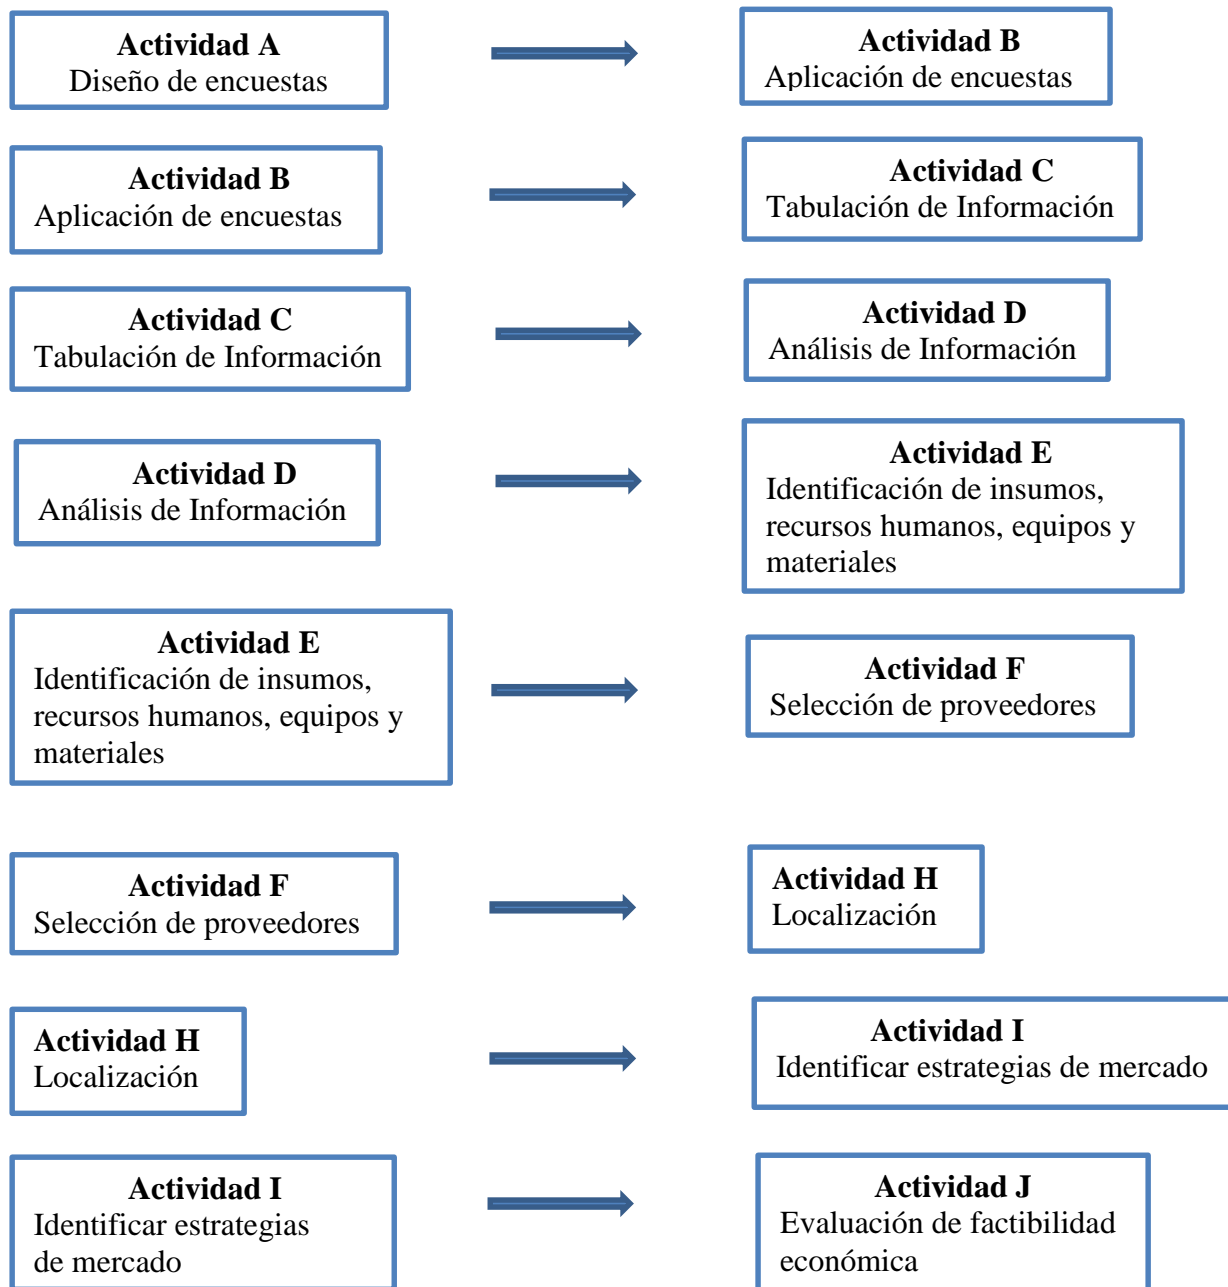 Actividad A
Diseño de encuestas
Actividad B
Aplicación de encuestas
Actividad B
Aplicación de encuestas
Actividad C
Tabulación de Información
Actividad C
Tabulación de Información
Actividad D
Análisis de Información
Actividad D
Análisis de Información
Actividad E
Identificación de insumos,
recursos humanos, equipos y
materiales
Actividad E
Identificación de insumos,
recursos humanos, equipos y
materiales
Actividad F
Selección de proveedores
Actividad F
Selección de proveedores
Actividad H
Localización
Actividad H
Localización
Actividad I
Identificar estrategias de mercado
Actividad I
Identificar estrategias
de mercado
Actividad J
Evaluación de factibilidad
económica